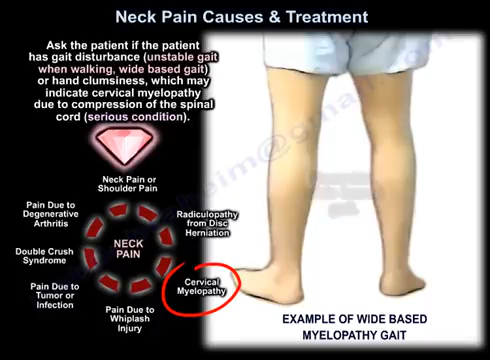 Neck Pain Causes & Treatment
Ask the patient if the patient
has gait disturbance (unstable gait
when walking, wide based gait)
or hand clumsiness, which may
indicate cervical myelopathy
due to compression of the spinal
cord (serious condition).
Neck Pain or
Shoulder Pain
Pain Due to
Degenerative
Arthritis
Radiculopathy
from Disc
Herniation
NECK
PAIN
Double Crush
Syndrome
Cervical
Myelopathy
Pain Due to
Tumor or
Infection
Pain Due to
Whiplash
Injury
EXAMPLE OF WIDE BASED
MYELOPATHY GAIT